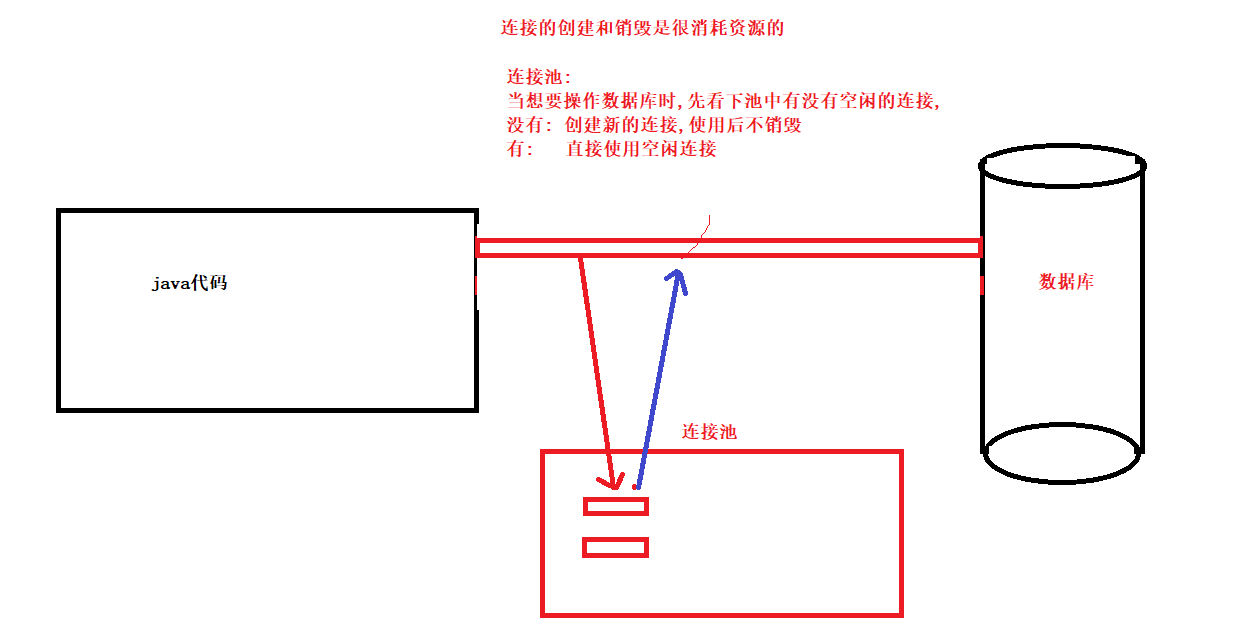 连接的创建和销毁是很消耗资源的
连接池：
当想要操作数据库时,先看下池中有没有空闲的连接,
没有： 创建新的连接,使用后不销毁
有： 直接使用空闲连接
java代码
数据库
连接池